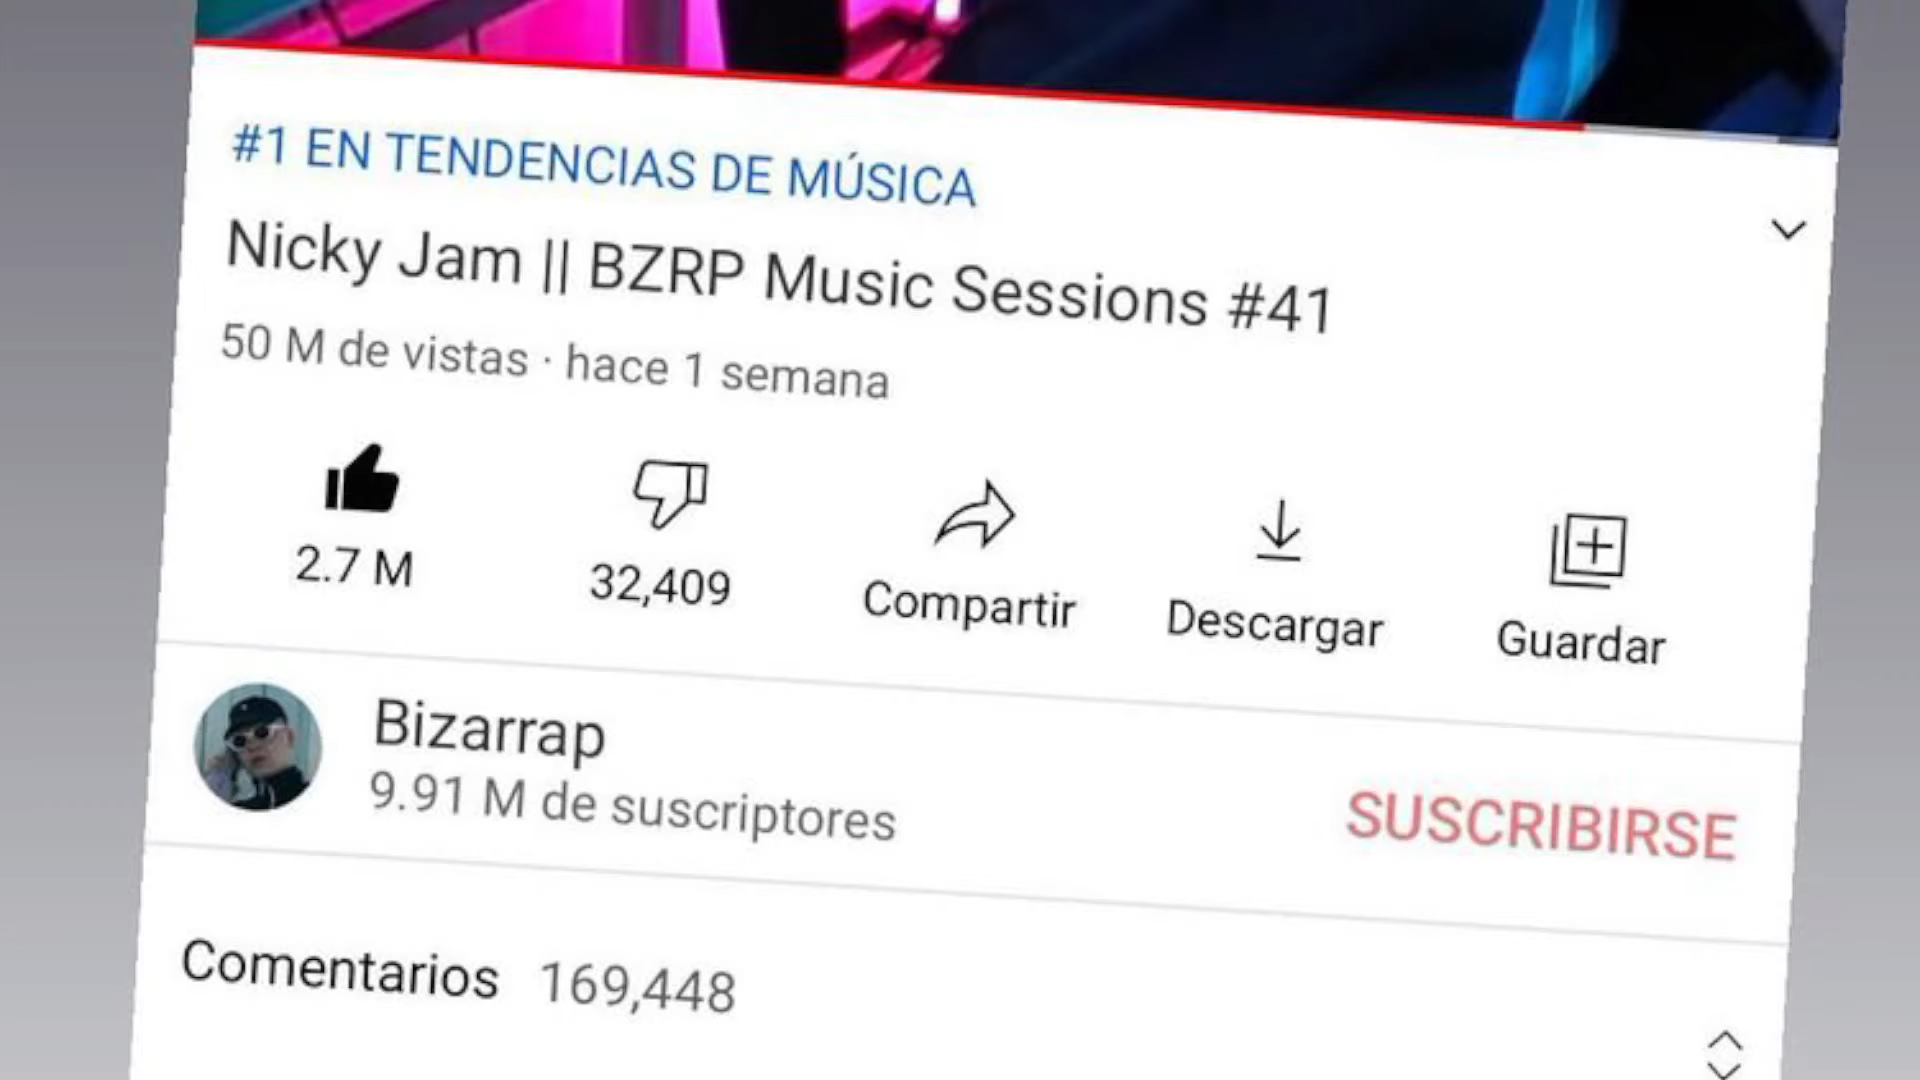 #1 EN TENDENCIAS DE MÚSICA
Nicky Jam || BZRP Music Sessions #41
50 M de vistas · hace 1 semana
2.7 M
32,409
Compartir
Descargar
Guardar
Bizarrap
9.91 M de suscriptores
SUSCRIBIRSE
Comentarios 169,448